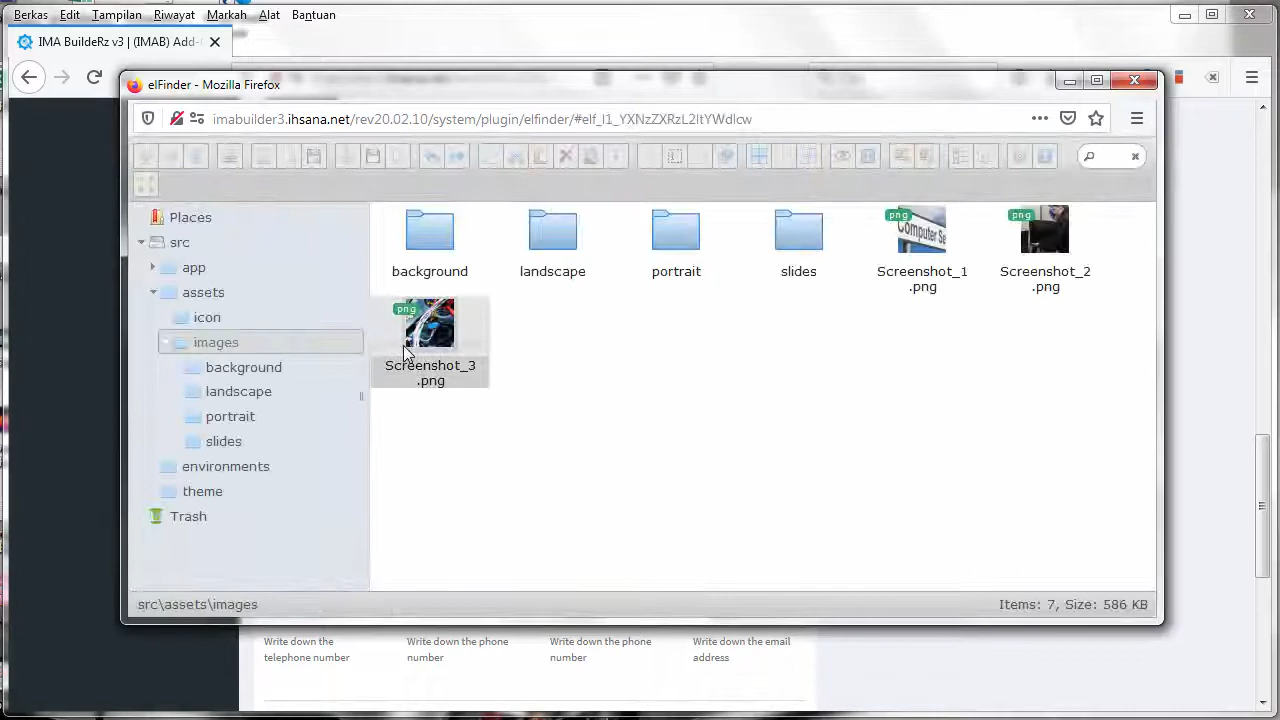 Berkas Edit Tampilan Riwayat Markah Alat Bantuan
IMA BuildeRz v3 | (IMAB) Add-
elFinder - Mozilla Firefox
imabuilder3.ihsana.net/rev20.02.10/system/plugin/elfinder/#elf_l1_YXNzZXRzL2ltYWdlcw
Places
src
app
assets
icon
images
background
landscape
portrait
slides
environments
theme
Trash
background
landscape
portrait
slides
png
Computer Se
Screenshot_1
.png
png
Screenshot_2
.png
png
Screenshot_3
.png
src\assets\images
Items: 7, Size: 586 KB
Write down the
telephone number
Write down the phone
number
Write down the phone
number
Write down the email
address